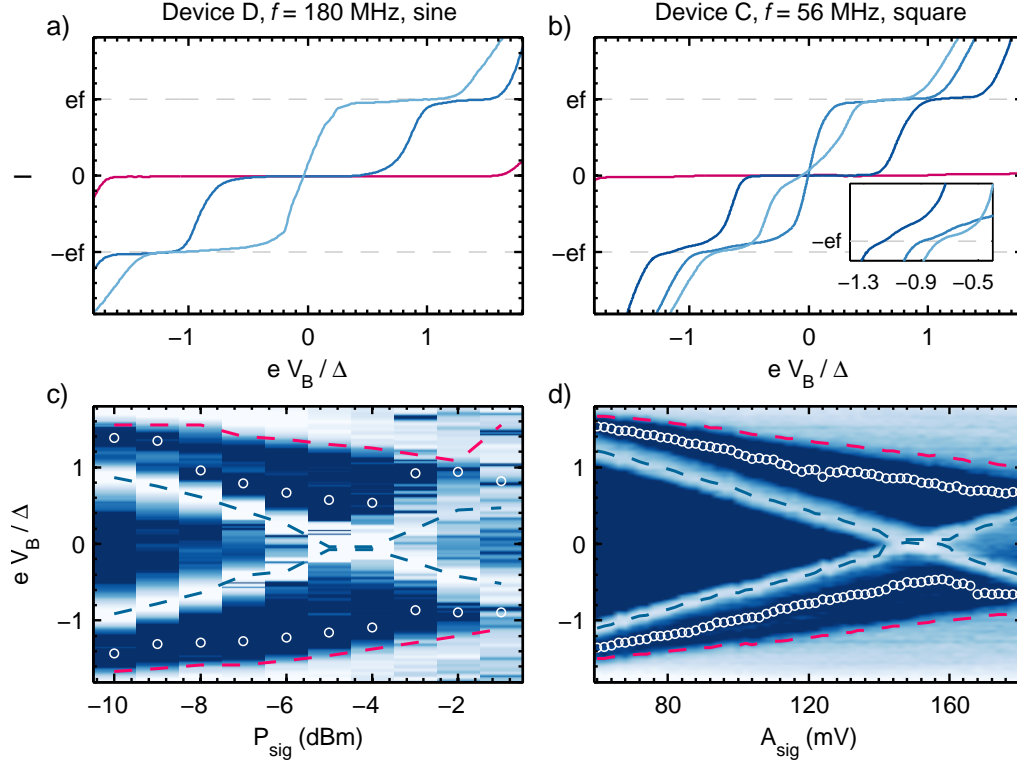 Device D, f = 180 MHz, sine
Device C, f = 56 MHz, square
a)
b)
I
ef
0
−ef
−1
0
1
e V_B / Δ
ef
0
−ef
−1
0
1
e V_B / Δ
−ef
−1.3
−0.9
−0.5
c)
d)
e V_B / Δ
1
0
−1
−10
−8
−6
−4
−2
P_sig (dBm)
1
0
−1
80
120
160
A_sig (mV)